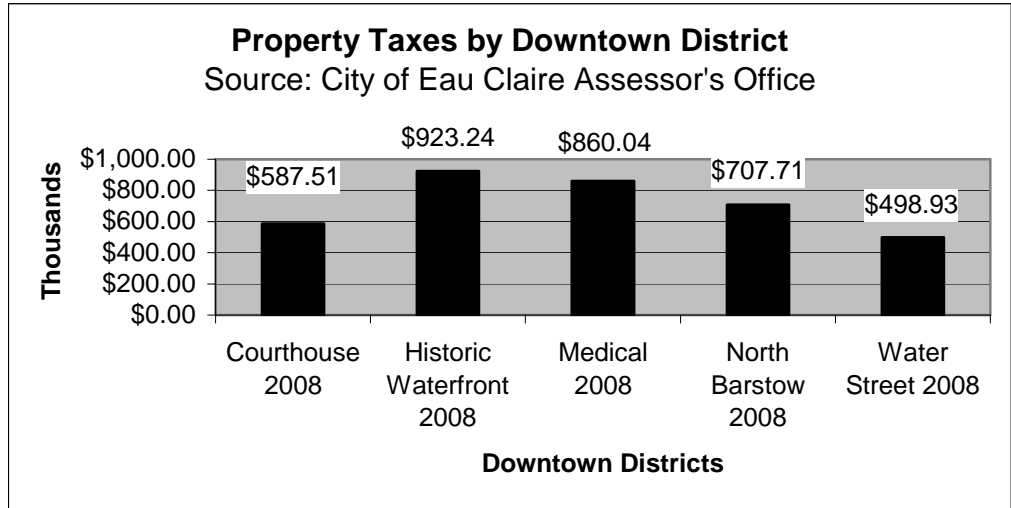 Property Taxes by Downtown District
Source: City of Eau Claire Assessor's Office
Thousands
$1,000.00
$800.00
$600.00
$400.00
$200.00
$0.00
$587.51
$923.24
$860.04
$707.71
$498.93
Courthouse
2008
Historic
Waterfront
2008
Medical
2008
North
Barstow
2008
Water
Street 2008
Downtown Districts